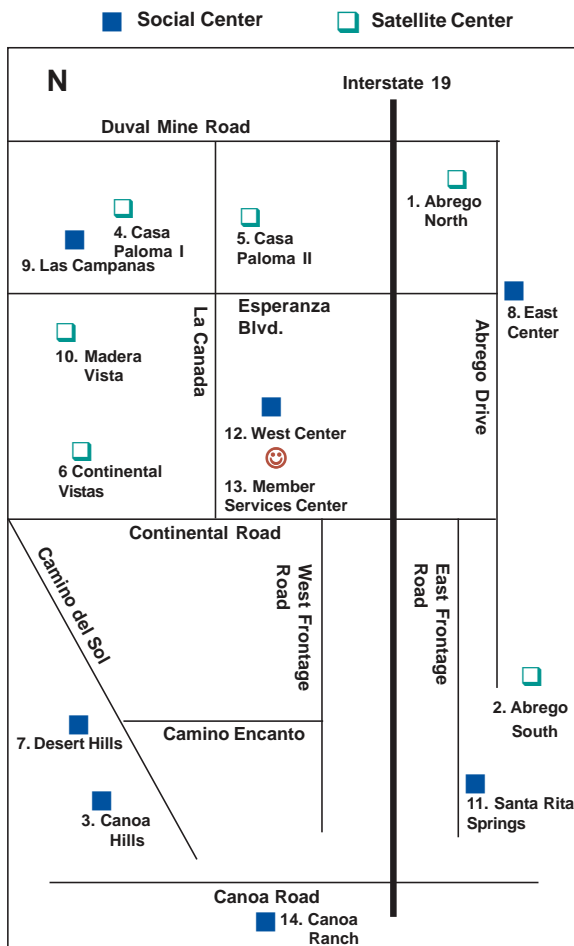 Social Center
Satellite Center
N
Interstate 19
Duval Mine Road
1. Abrego
North
4. Casa
Paloma I
5. Casa
Paloma II
9. Las Campanas
Esperanza
Blvd.
8. East
Center
La Canada
Abrego Drive
10. Madera
Vista
12. West Center
6 Continental
Vistas
13. Member
Services Center
Continental Road
Camino del Sol
West Frontage
Road
East Frontage
Road
2. Abrego
South
Camino Encanto
7. Desert Hills
3. Canoa
Hills
11. Santa Rita
Springs
Canoa Road
14. Canoa
Ranch